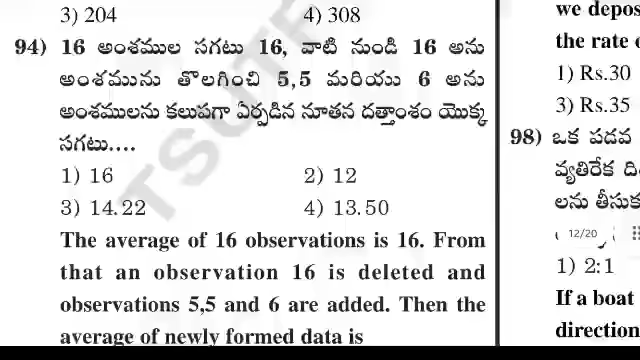 3) 204 4) 308
94) 16 అంశముల సగటు 16, వాటి నుండి 16 అను
అంశమును తొలగించి 5,5 మరియు 6 అను
అంశములను కలుపగా ఏర్పడిన నూతన దత్తాంశం యొక్క
సగటు....
1) 16 2) 12
3) 14.22 4) 13.50
The average of 16 observations is 16. From
that an observation 16 is deleted and
observations 5,5 and 6 are added. Then the
average of newly formed data is
we depos
the rate
1) Rs.30
3) Rs.35
98) ఒక పడవ
వ్యతిరేక ది
లను తీసుక
12/20
1) 2:1
If a boat
direction
TSUTF